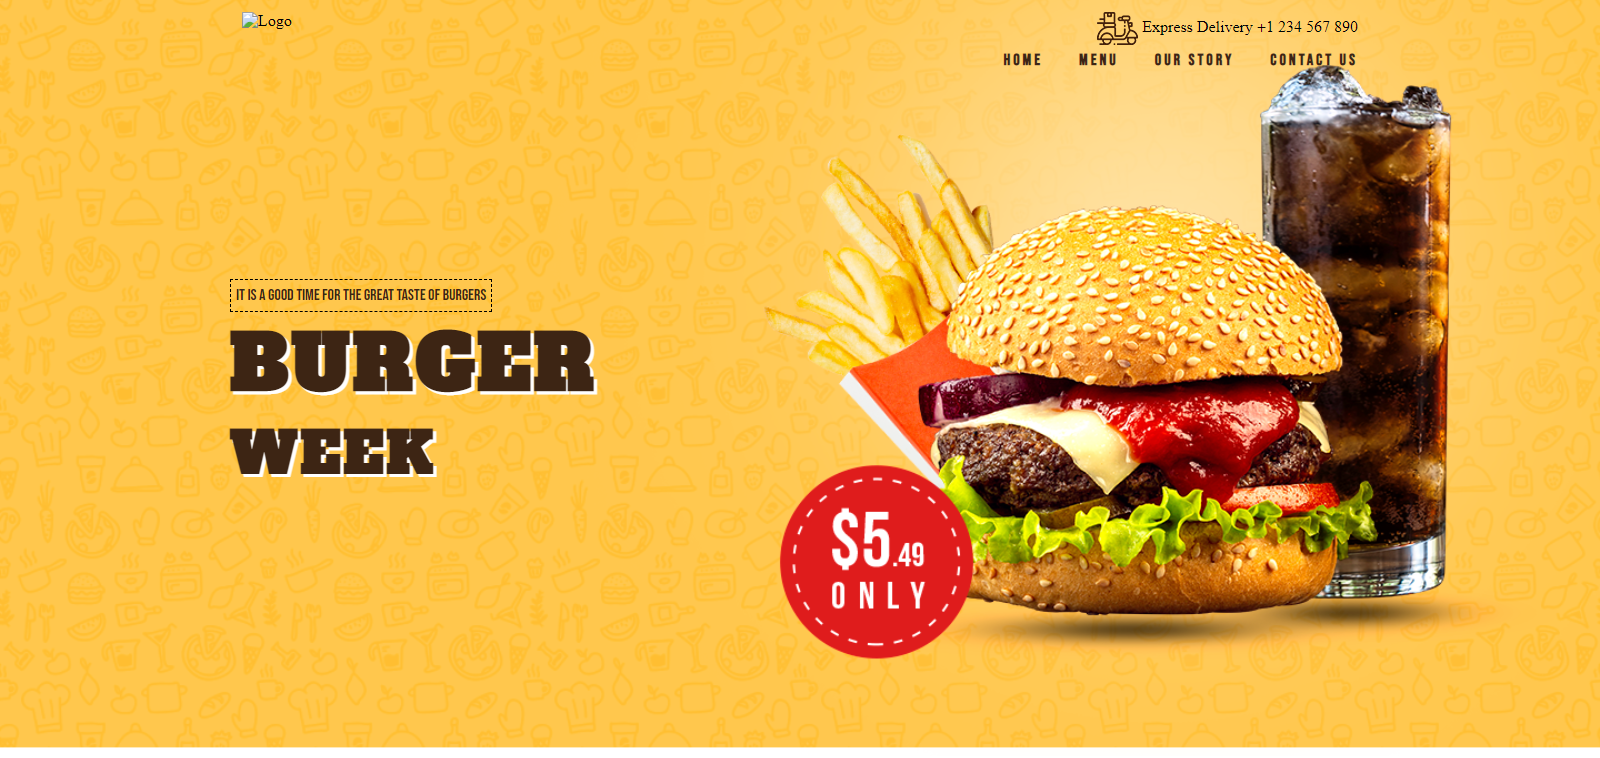 Logo
Express Delivery +1 234 567 890
HOME MENU OUR STORY CONTACT US
IT IS A GOOD TIME FOR THE GREAT TASTE OF BURGERS
BURGER
WEEK
$5.49
ONLY